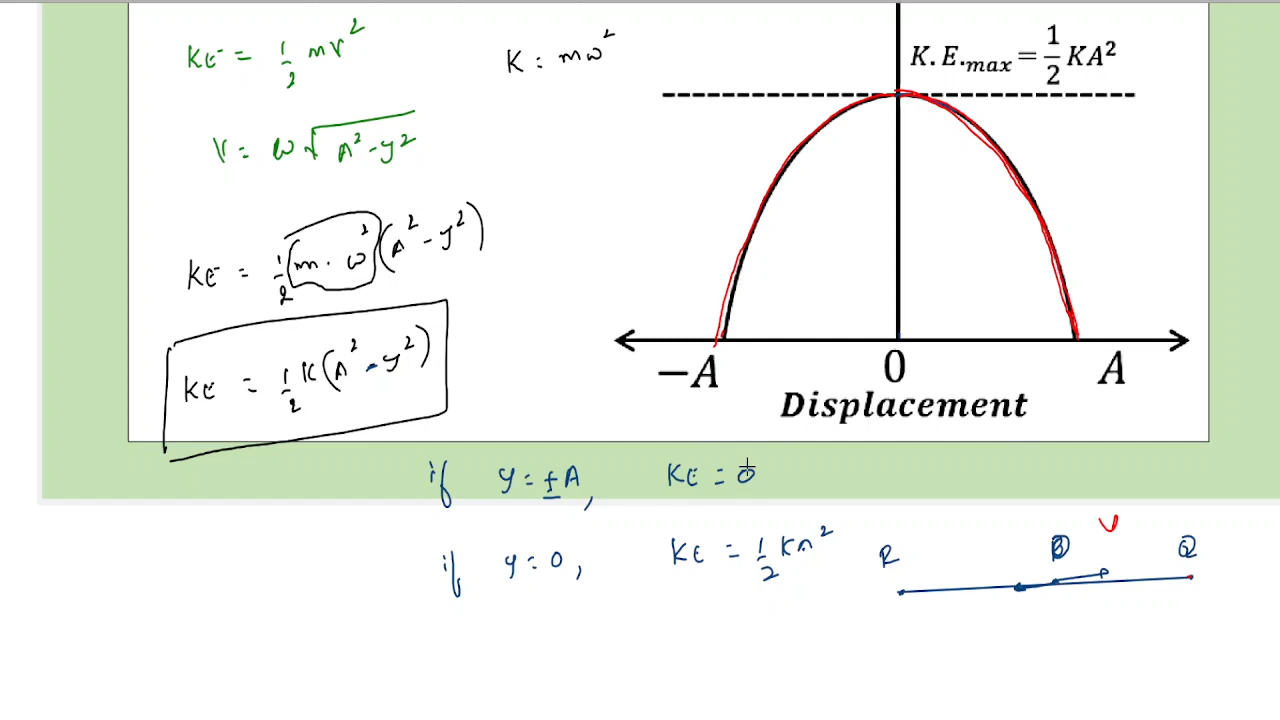 KE = 1/2 mv²
K : mω²
K.E.max = 1/2 KA²
V = ω√(A² - y²)
KE = 1/2 m · ω² (A² - y²)
KE = 1/2 K (A² - y²)
−A 0 A
Displacement
if y = ±A, KE = 0
if y = 0, KE = 1/2 KA²
R Q